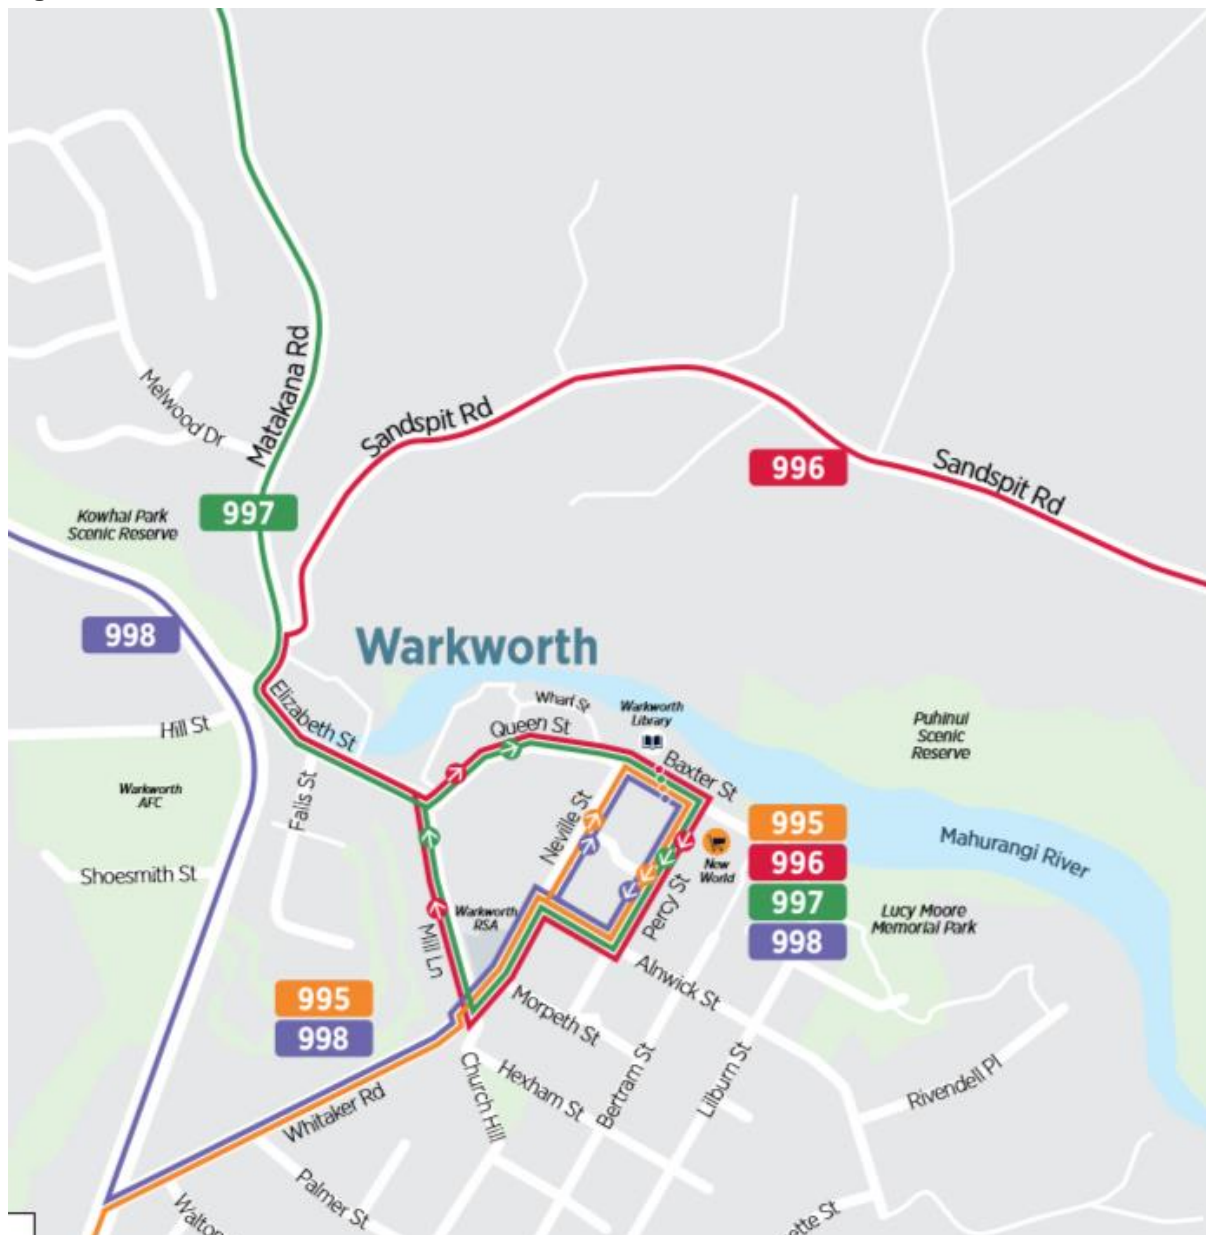 Matakana Rd
Melwood Dr
Sandspit Rd
996
Sandspit Rd
997
Kowhai Park
Scenic Reserve
998
Warkworth
Elizabeth St
Hill St
Wharf St
Queen St
Warkworth
Library
Baxter St
Puhinui
Scenic
Reserve
Warkworth
AFC
Falls St
Neville St
995
996
997
998
New
World
Mahurangi River
Shoesmith St
Percy St
Warkworth
RSA
Lucy Moore
Memorial Park
Mill Ln
Alnwick St
995
998
Morpeth St
Hexham St
Church Hill
Bertram St
Lilburn St
Rivendell Pl
Whitaker Rd
Palmer St
Walton
ette St